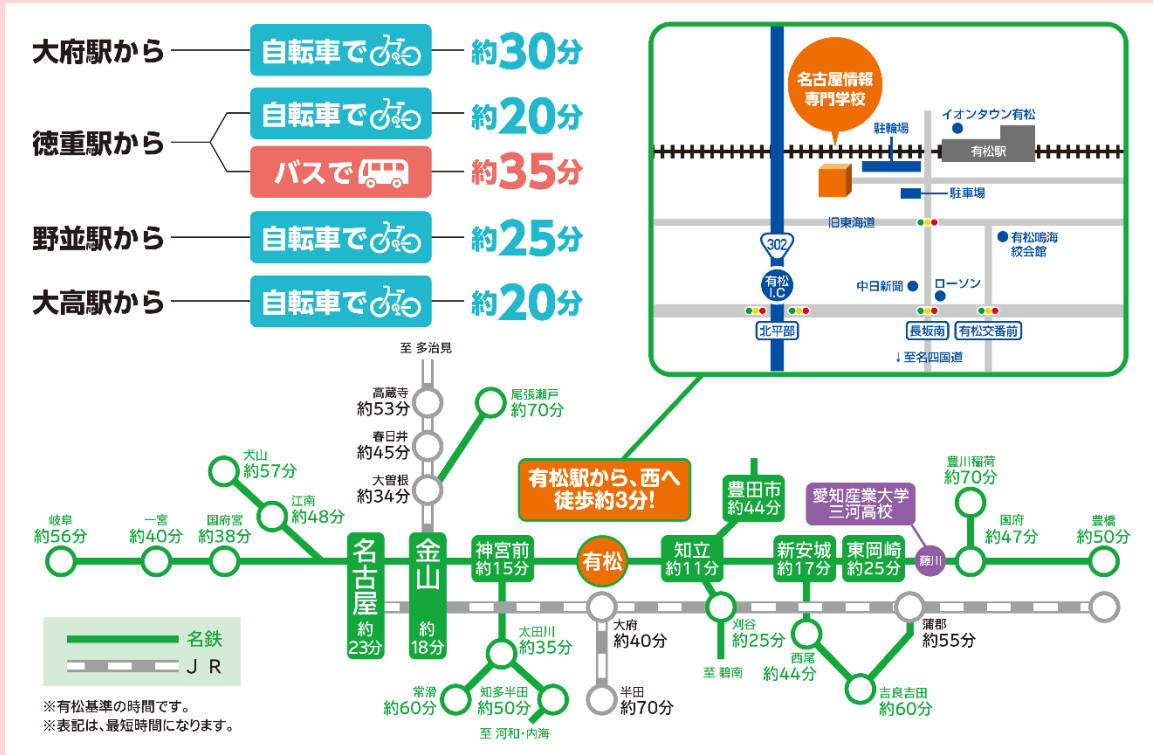 大府駅から
自転車で
約30分
徳重駅から
自転車で
約20分
バスで
約35分
野並駅から
自転車で
約25分
大高駅から
自転車で
約20分
名古屋情報
専門学校
駐輪場
イオンタウン有松
有松駅
駐車場
旧東海道
302
有松
I.C
有松鳴海
絞会館
中日新聞
ローソン
北平部
長坂南
有松交番前
↓至名四国道
至 多治見
高蔵寺
約53分
春日井
約45分
大曽根
約34分
尾張瀬戸
約70分
有松駅から、西へ
徒歩約3分!
犬山
約57分
江南
約48分
岐阜
約56分
一宮
約40分
国府宮
約38分
名古屋
約
23分
金山
約
18分
神宮前
約15分
有松
知立
約11分
豊田市
約44分
新安城
約17分
東岡崎
約25分
愛知産業大学
三河高校
藤川
豊川稲荷
約70分
国府
約47分
豊橋
約50分
太田川
約35分
常滑
約60分
知多半田
約50分
至 河和・内海
大府
約40分
半田
約70分
刈谷
約25分
至 碧南
西尾
約44分
吉良吉田
約60分
蒲郡
約55分
名鉄
JR
※有松基準の時間です。
※表記は、最短時間になります。